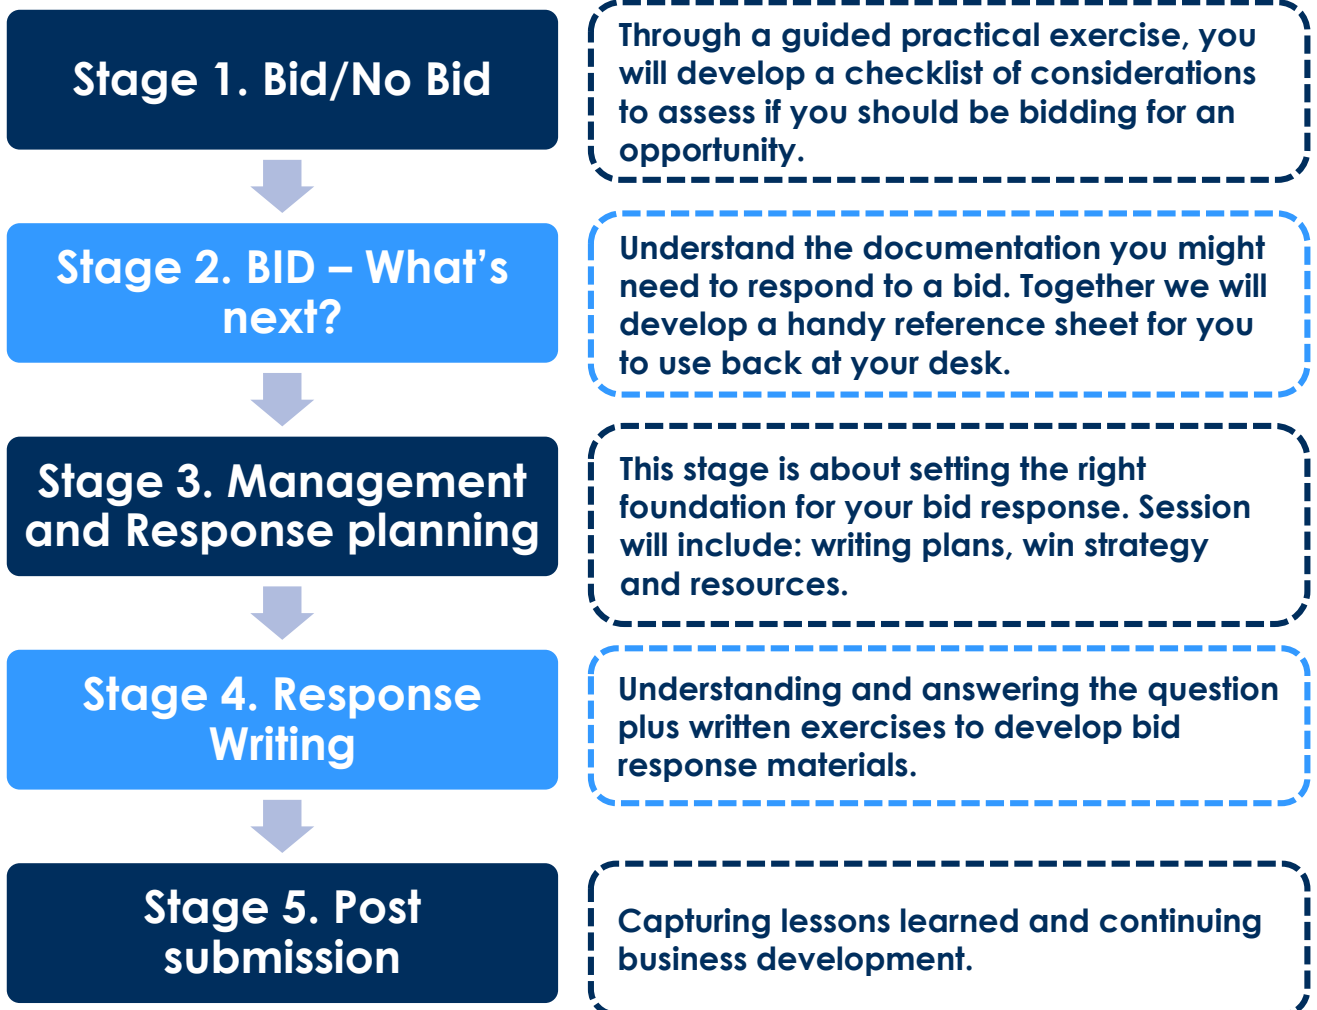 Stage 1. Bid/No Bid
Through a guided practical exercise, you
will develop a checklist of considerations
to assess if you should be bidding for an
opportunity.
Stage 2. BID – What’s
next?
Understand the documentation you might
need to respond to a bid. Together we will
develop a handy reference sheet for you
to use back at your desk.
Stage 3. Management
and Response planning
This stage is about setting the right
foundation for your bid response. Session
will include: writing plans, win strategy
and resources.
Stage 4. Response
Writing
Understanding and answering the question
plus written exercises to develop bid
response materials.
Stage 5. Post
submission
Capturing lessons learned and continuing
business development.